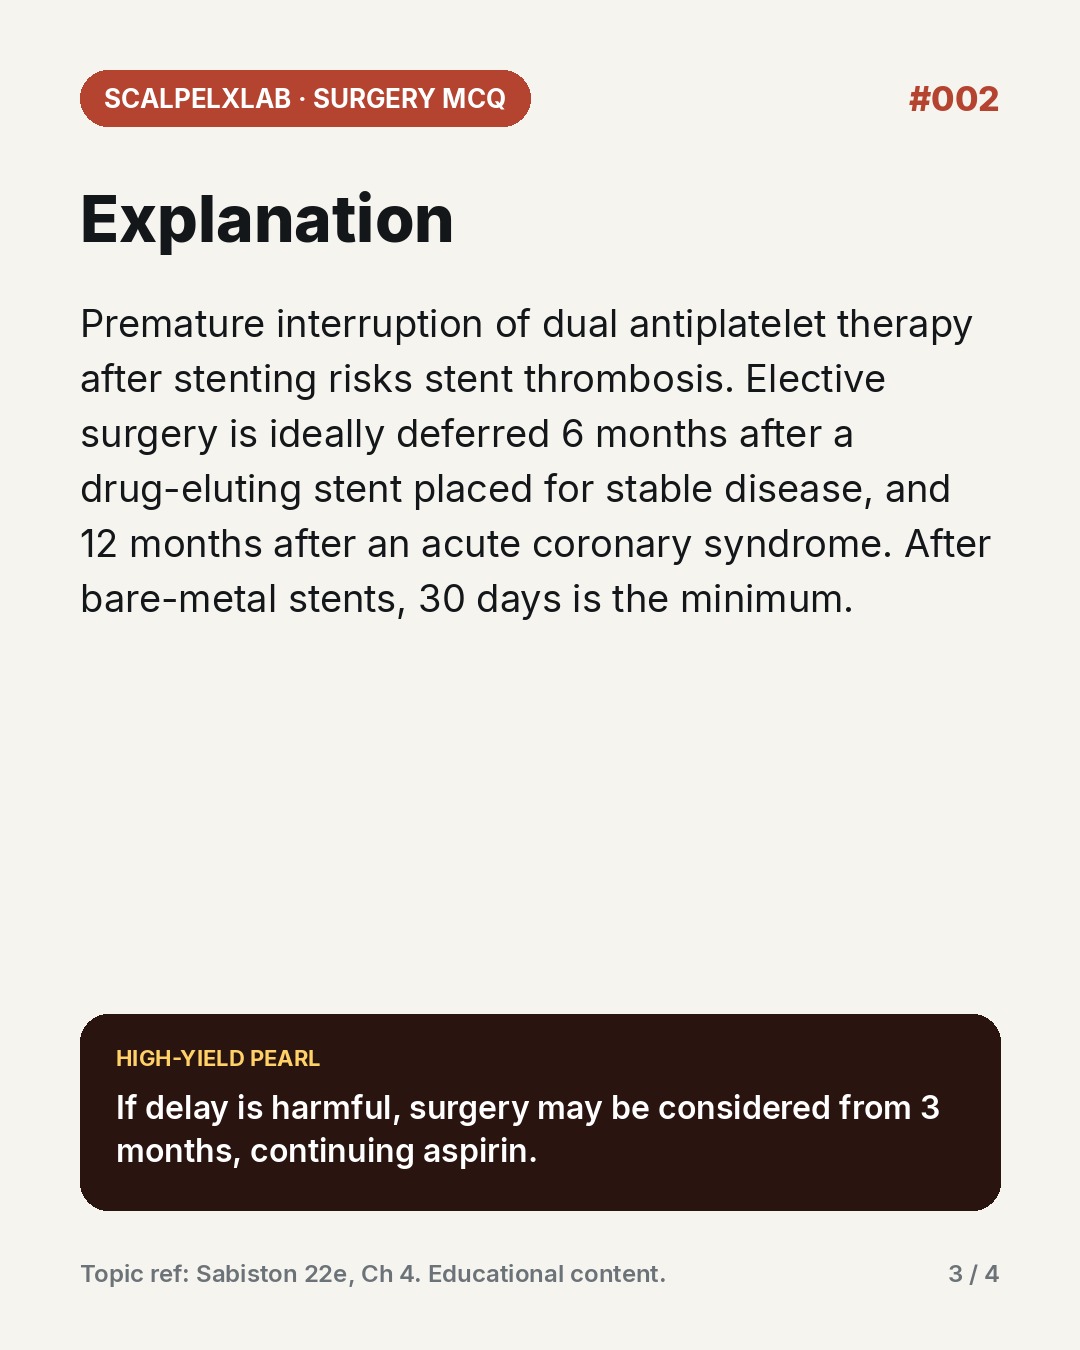 SCALPELXLAB · SURGERY MCQ
#002
Explanation
Premature interruption of dual antiplatelet therapy
after stenting risks stent thrombosis. Elective
surgery is ideally deferred 6 months after a
drug-eluting stent placed for stable disease, and
12 months after an acute coronary syndrome. After
bare-metal stents, 30 days is the minimum.
HIGH-YIELD PEARL
If delay is harmful, surgery may be considered from 3
months, continuing aspirin.
Topic ref: Sabiston 22e, Ch 4. Educational content.
3 / 4